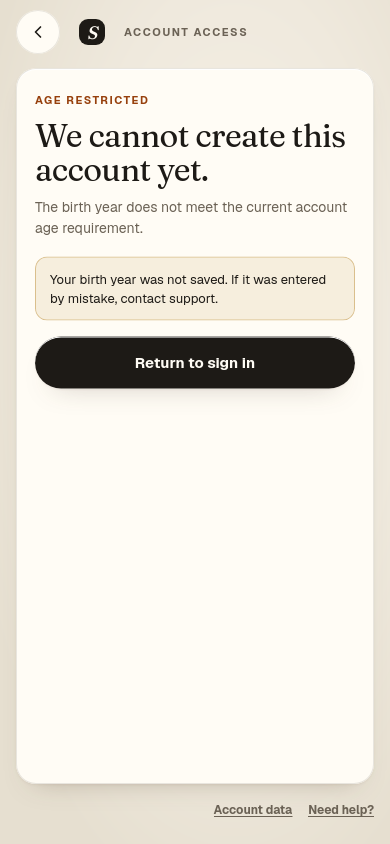 S ACCOUNT ACCESS
AGE RESTRICTED
We cannot create this
account yet.
The birth year does not meet the current account
age requirement.
Your birth year was not saved. If it was entered
by mistake, contact support.
Return to sign in
Account data Need help?